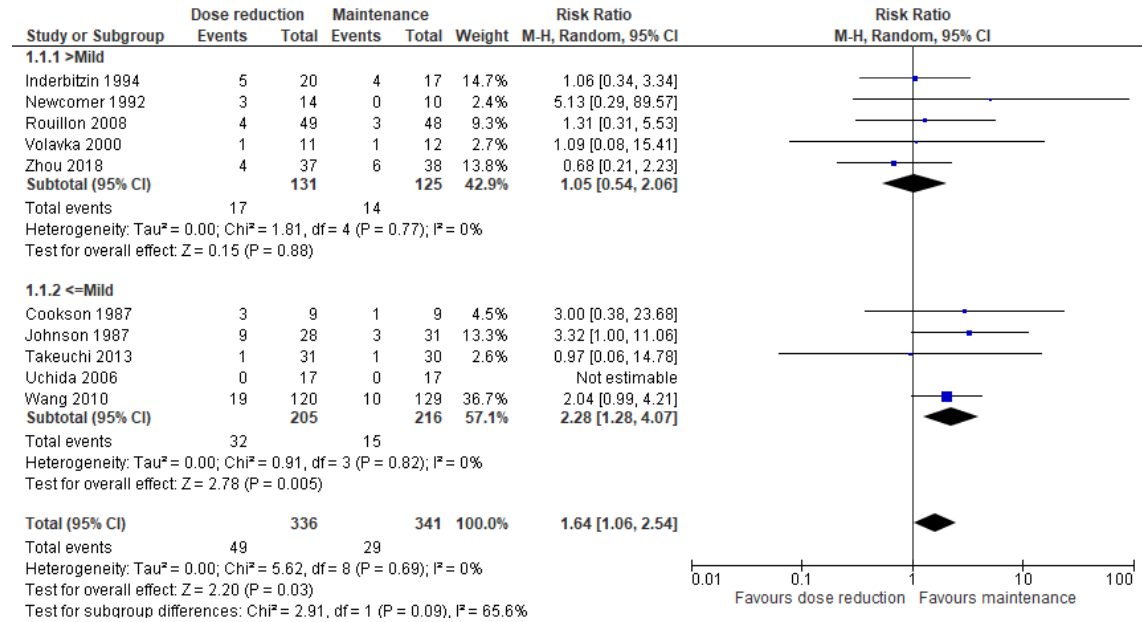 Dose reduction Maintenance Risk Ratio Risk Ratio
Study or Subgroup Events Total Events Total Weight M-H, Random, 95% CI M-H, Random, 95% CI
1.1.1 >Mild
Inderbitzin 1994 5 20 4 17 14.7% 1.06 [0.34, 3.34]
Newcomer 1992 3 14 0 10 2.4% 5.13 [0.29, 89.57]
Rouillon 2008 4 49 3 48 9.3% 1.31 [0.31, 5.53]
Volavka 2000 1 11 1 12 2.7% 1.09 [0.08, 15.41]
Zhou 2018 4 37 6 38 13.8% 0.68 [0.21, 2.23]
Subtotal (95% CI) 131 125 42.9% 1.05 [0.54, 2.06]
Total events 17 14
Heterogeneity: Tau² = 0.00; Chi² = 1.81, df = 4 (P = 0.77); I² = 0%
Test for overall effect: Z = 0.15 (P = 0.88)
1.1.2 <=Mild
Cookson 1987 3 9 1 9 4.5% 3.00 [0.38, 23.68]
Johnson 1987 9 28 3 31 13.3% 3.32 [1.00, 11.06]
Takeuchi 2013 1 31 1 30 2.6% 0.97 [0.06, 14.78]
Uchida 2006 0 17 0 17 Not estimable
Wang 2010 19 120 10 129 36.7% 2.04 [0.99, 4.21]
Subtotal (95% CI) 205 216 57.1% 2.28 [1.28, 4.07]
Total events 32 15
Heterogeneity: Tau² = 0.00; Chi² = 0.91, df = 3 (P = 0.82); I² = 0%
Test for overall effect: Z = 2.78 (P = 0.005)
Total (95% CI) 336 341 100.0% 1.64 [1.06, 2.54]
Total events 49 29
Heterogeneity: Tau² = 0.00; Chi² = 5.62, df = 8 (P = 0.69); I² = 0%
Test for overall effect: Z = 2.20 (P = 0.03)
Test for subgroup differences: Chi² = 2.91, df = 1 (P = 0.09), I² = 65.6%
0.01 0.1 1 10 100
Favours dose reduction Favours maintenance